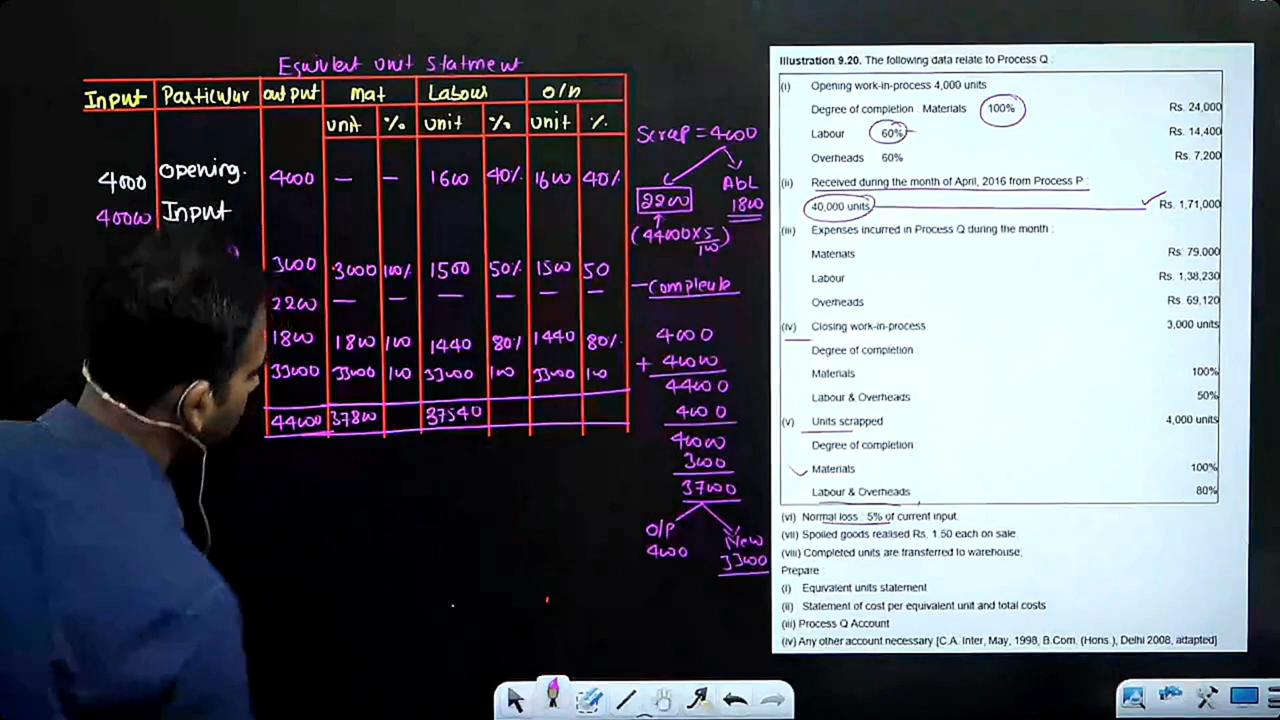 Equivalent unit Statment
Input Particular output Mat Labour O/H
unit % unit % unit %
4000 Opening. 4000 — — 1600 40% 1600 40%
40000 Input
3000 3000 100% 1500 50% 1500 50
2200 — — — — — —
1800 1800 100 1440 80% 1440 80%.
33000 33000 100 33000 100 33000 100
44000 37800 37540
Scrap = 4000
2200
AbL
1800
(44000×5/100)
— Complete
4000
+ 40000
44000
4000
40000
3000
37000
O/P
4000
New
33000
Illustration 9.20. The following data relate to Process Q :
(i) Opening work-in-process 4,000 units
Degree of completion : Materials 100% Rs. 24,000
Labour 60% Rs. 14,400
Overheads 60% Rs. 7,200
(ii) Received during the month of April, 2016 from Process P :
40,000 units Rs. 1,71,000
(iii) Expenses incurred in Process Q during the month :
Materials Rs. 79,000
Labour Rs. 1,38,230
Overheads Rs. 69,120
(iv) Closing work-in-process 3,000 units
Degree of completion
Materials 100%
Labour & Overheads 50%
(v) Units scrapped 4,000 units
Degree of completion
Materials 100%
Labour & Overheads 80%
(vi) Normal loss : 5% of current input.
(vii) Spoiled goods realised Rs. 1.50 each on sale.
(viii) Completed units are transferred to warehouse.
Prepare :
(i) Equivalent units statement
(ii) Statement of cost per equivalent unit and total costs
(iii) Process Q Account
(iv) Any other account necessary [C.A. Inter, May, 1998, B.Com. (Hons.), Delhi 2008, adapted]